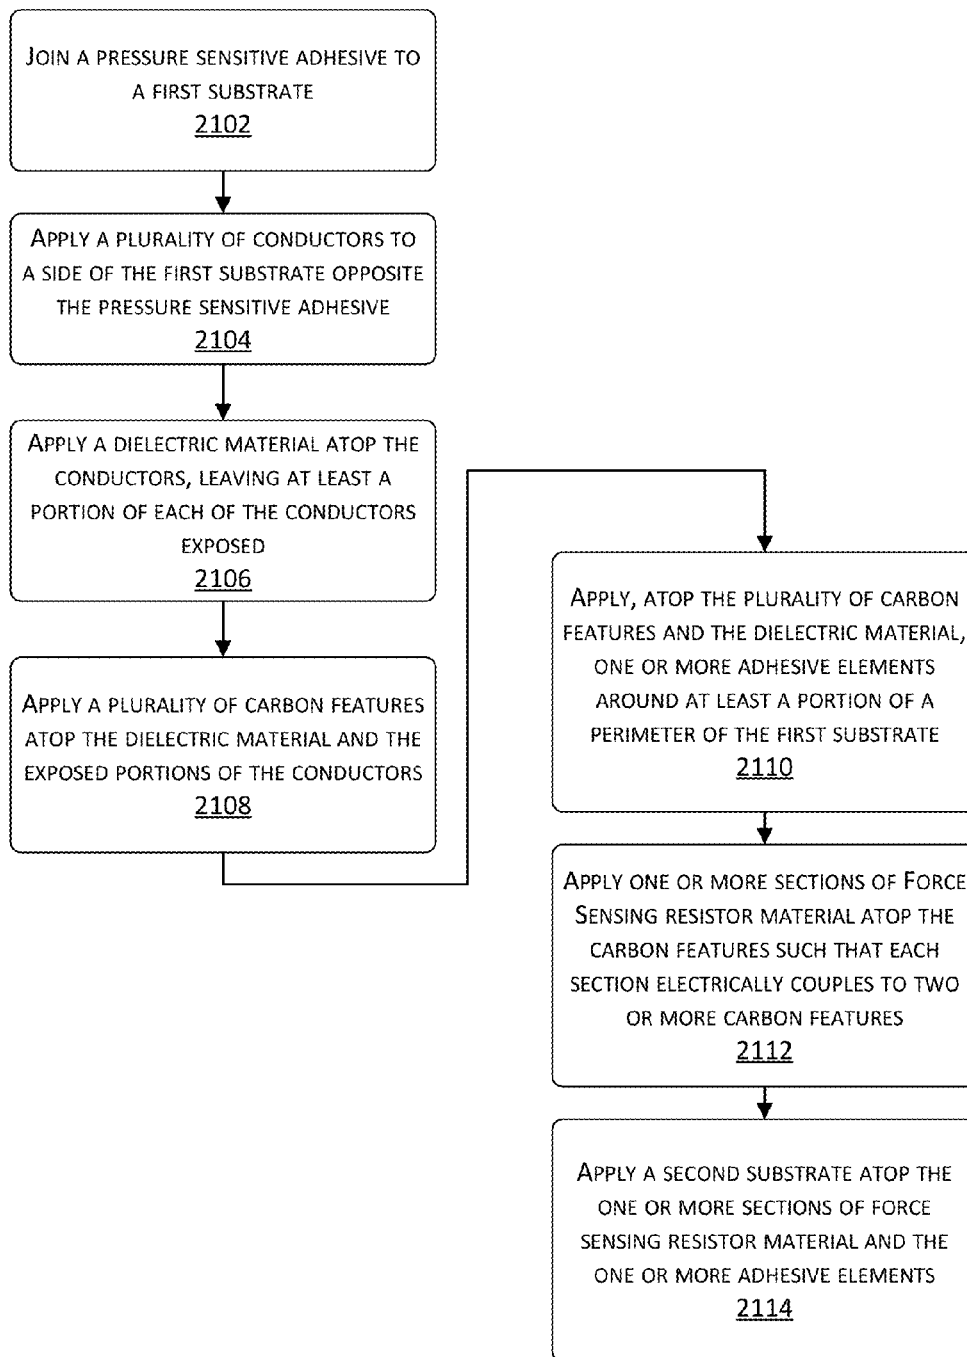 JOIN A PRESSURE SENSITIVE ADHESIVE TO
A FIRST SUBSTRATE
2102
APPLY A PLURALITY OF CONDUCTORS TO
A SIDE OF THE FIRST SUBSTRATE OPPOSITE
THE PRESSURE SENSITIVE ADHESIVE
2104
APPLY A DIELECTRIC MATERIAL ATOP THE
CONDUCTORS, LEAVING AT LEAST A
PORTION OF EACH OF THE CONDUCTORS
EXPOSED
2106
APPLY A PLURALITY OF CARBON FEATURES
ATOP THE DIELECTRIC MATERIAL AND THE
EXPOSED PORTIONS OF THE CONDUCTORS
2108
APPLY, ATOP THE PLURALITY OF CARBON
FEATURES AND THE DIELECTRIC MATERIAL,
ONE OR MORE ADHESIVE ELEMENTS
AROUND AT LEAST A PORTION OF A
PERIMETER OF THE FIRST SUBSTRATE
2110
APPLY ONE OR MORE SECTIONS OF FORCE
SENSING RESISTOR MATERIAL ATOP THE
CARBON FEATURES SUCH THAT EACH
SECTION ELECTRICALLY COUPLES TO TWO
OR MORE CARBON FEATURES
2112
APPLY A SECOND SUBSTRATE ATOP THE
ONE OR MORE SECTIONS OF FORCE
SENSING RESISTOR MATERIAL AND THE
ONE OR MORE ADHESIVE ELEMENTS
2114